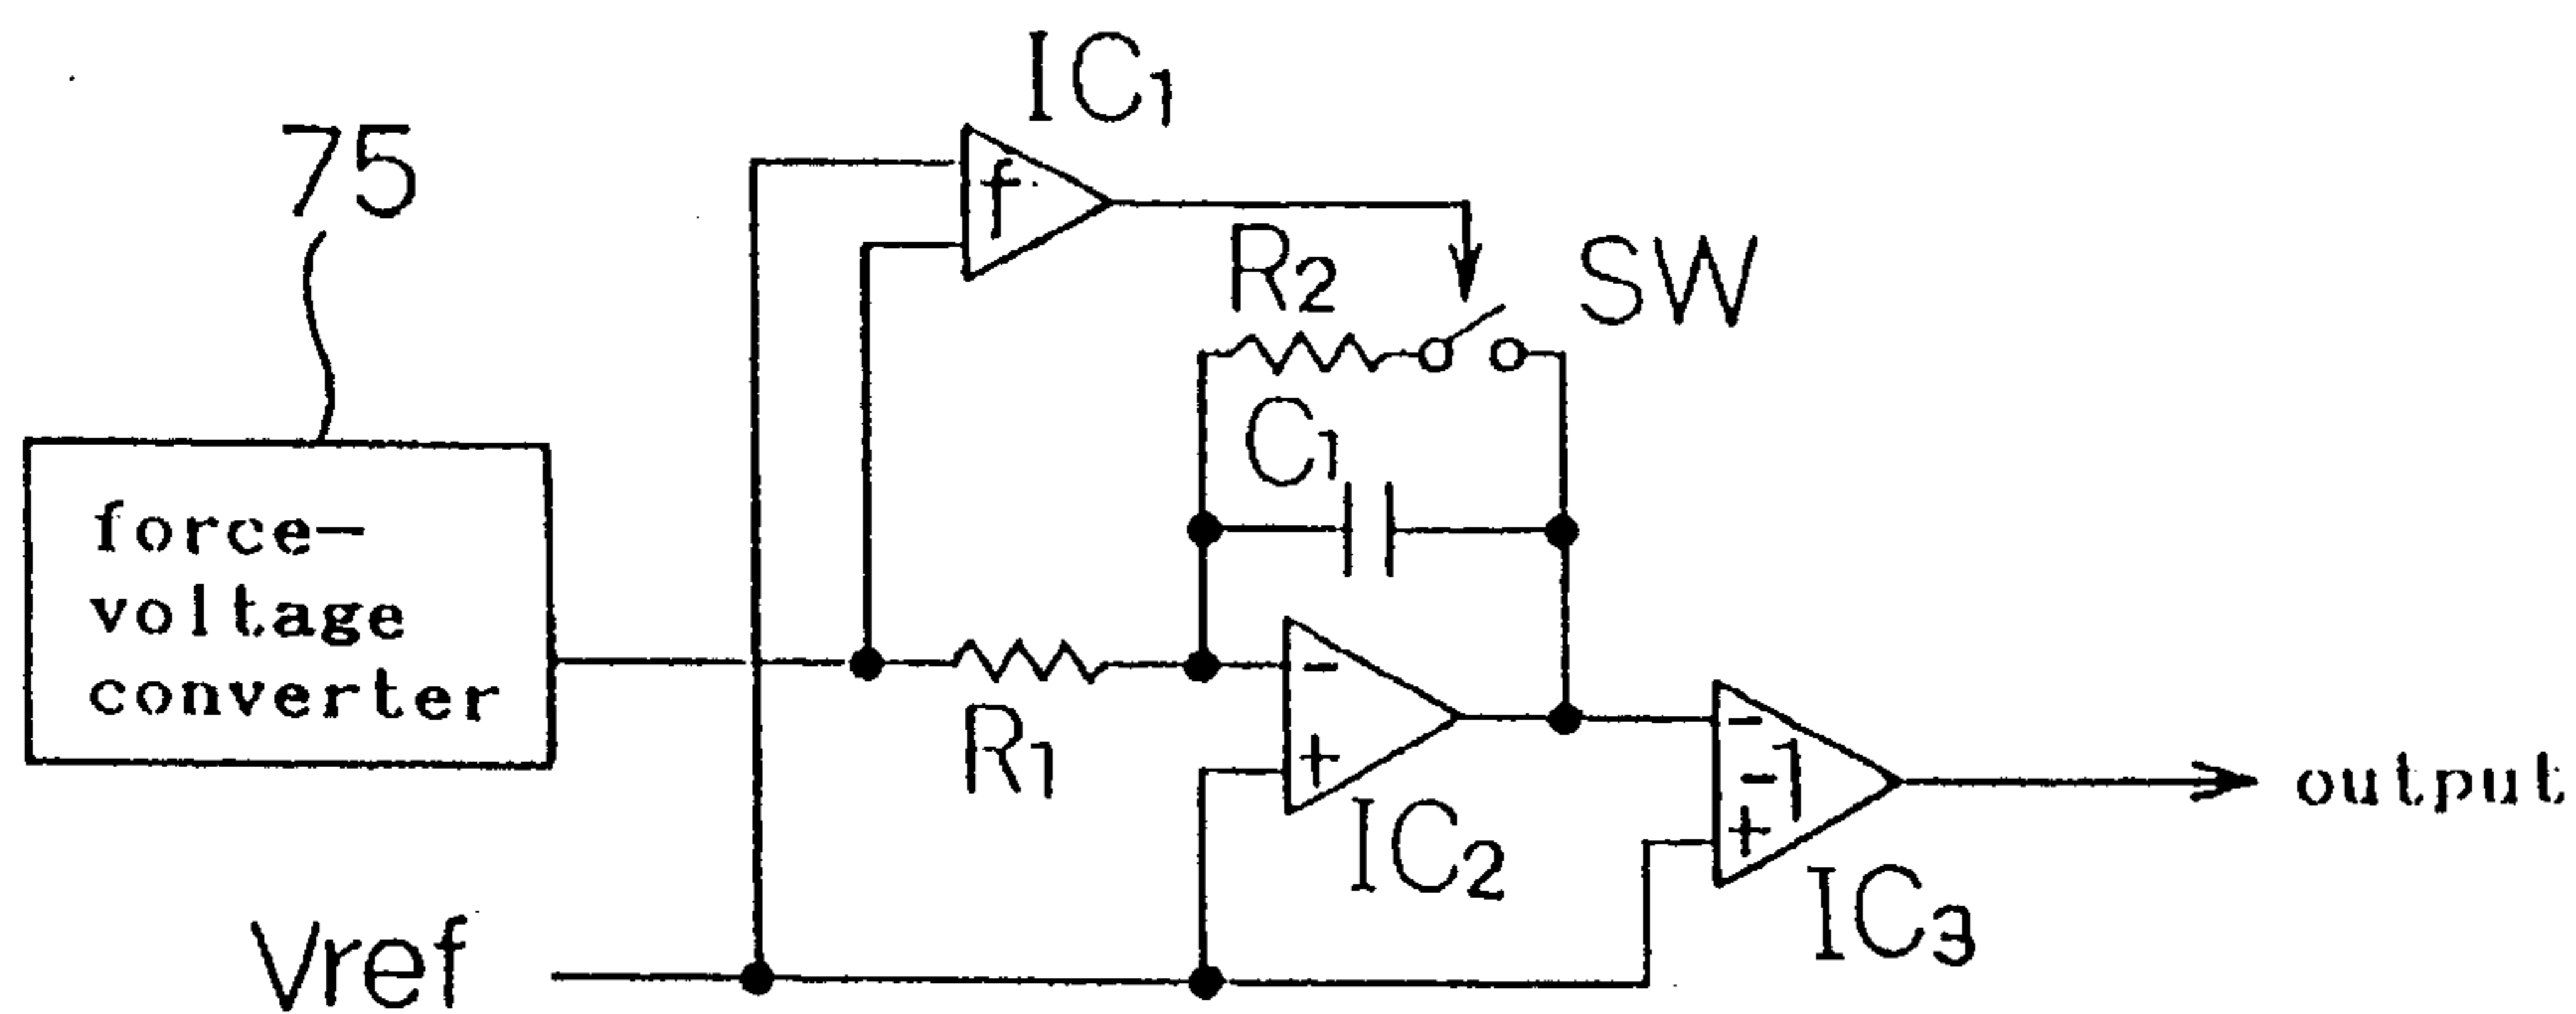 IC1
75
f
R2
SW
C1
force-
voltage
converter
-
R1
+
IC2
-
-1
+
output
IC3
Vref